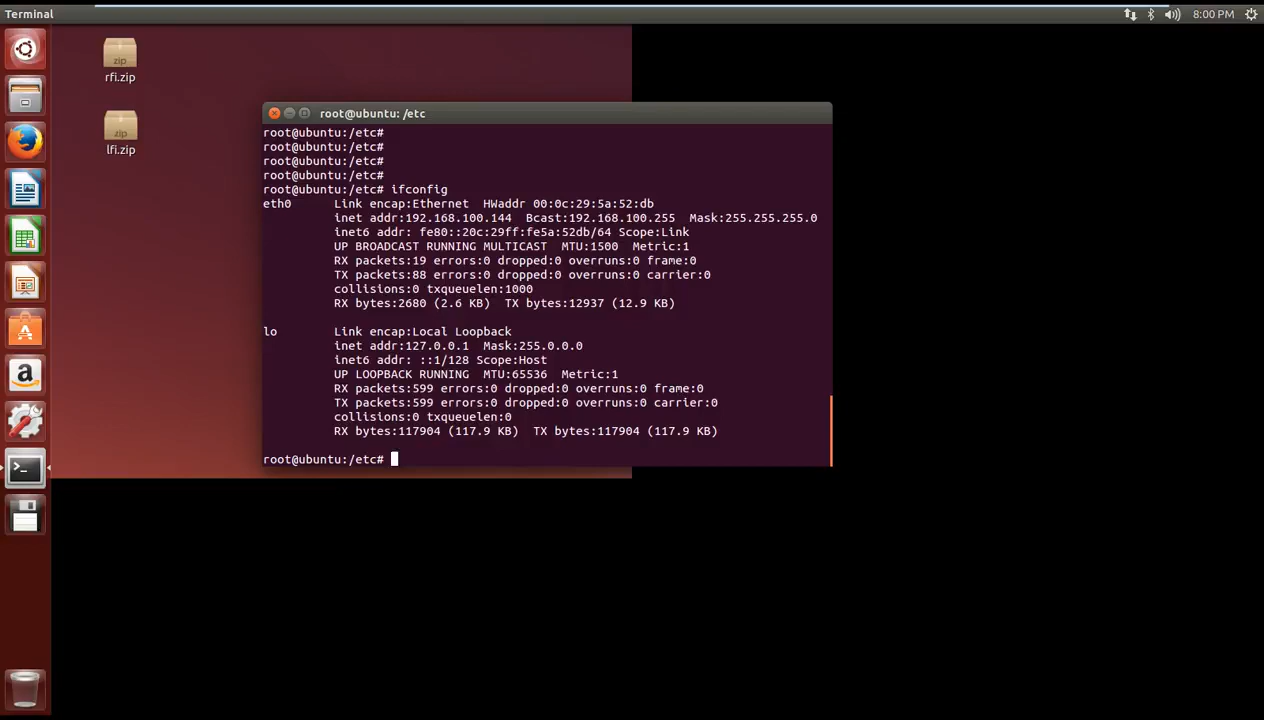 Terminal
8:00 PM
zip
rfi.zip
zip
lfi.zip
root@ubuntu: /etc
root@ubuntu:/etc#
root@ubuntu:/etc#
root@ubuntu:/etc#
root@ubuntu:/etc#
root@ubuntu:/etc# ifconfig
eth0      Link encap:Ethernet  HWaddr 00:0c:29:5a:52:db
          inet addr:192.168.100.144  Bcast:192.168.100.255  Mask:255.255.255.0
          inet6 addr: fe80::20c:29ff:fe5a:52db/64 Scope:Link
          UP BROADCAST RUNNING MULTICAST  MTU:1500  Metric:1
          RX packets:19 errors:0 dropped:0 overruns:0 frame:0
          TX packets:88 errors:0 dropped:0 overruns:0 carrier:0
          collisions:0 txqueuelen:1000
          RX bytes:2680 (2.6 KB)  TX bytes:12937 (12.9 KB)
lo        Link encap:Local Loopback
          inet addr:127.0.0.1  Mask:255.0.0.0
          inet6 addr: ::1/128 Scope:Host
          UP LOOPBACK RUNNING  MTU:65536  Metric:1
          RX packets:599 errors:0 dropped:0 overruns:0 frame:0
          TX packets:599 errors:0 dropped:0 overruns:0 carrier:0
          collisions:0 txqueuelen:0
          RX bytes:117904 (117.9 KB)  TX bytes:117904 (117.9 KB)
root@ubuntu:/etc#